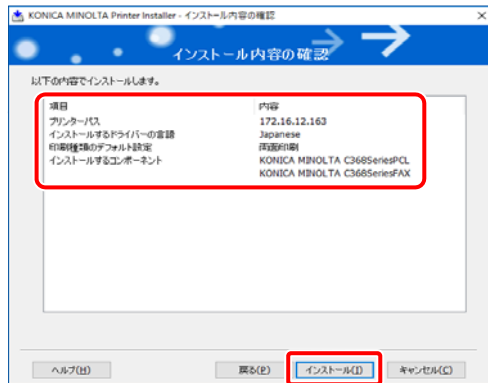 KONICA MINOLTA Printer Installer - インストール内容の確認
インストール内容の確認
以下の内容でインストールします。
項目 内容
プリンターパス 172.16.12.163
インストールするドライバーの言語 Japanese
印刷種類のデフォルト設定 両面印刷
インストールするコンポーネント KONICA MINOLTA C368SeriesPCL
KONICA MINOLTA C368SeriesFAX
ヘルプ(H) 戻る(P) インストール(I) キャンセル(C)